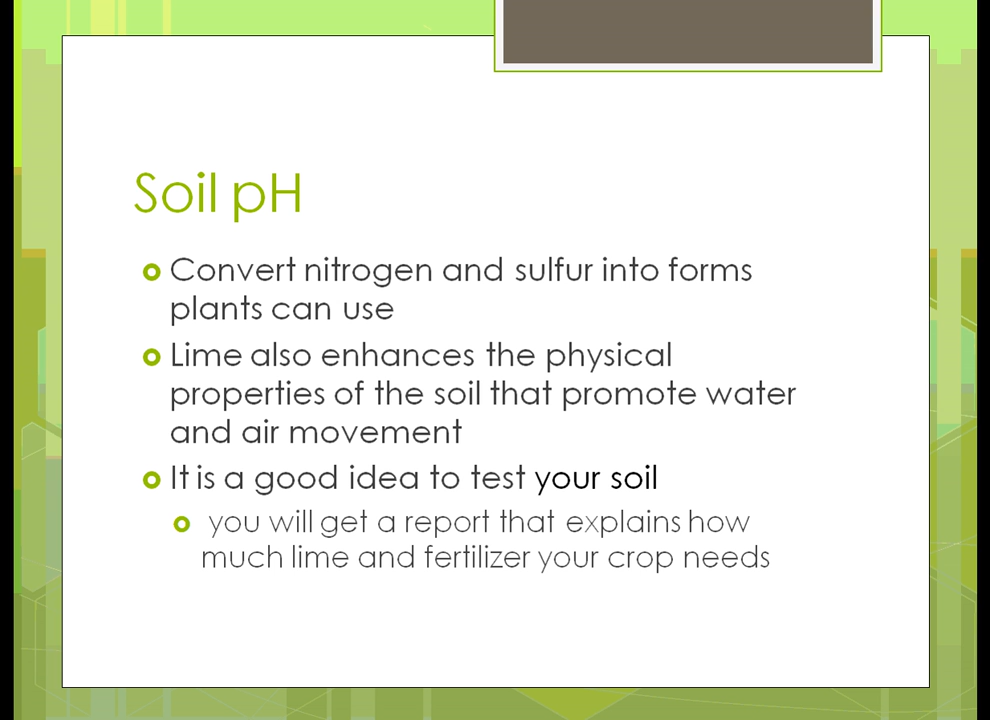 Soil pH
Convert nitrogen and sulfur into forms
plants can use
Lime also enhances the physical
properties of the soil that promote water
and air movement
It is a good idea to test your soil
you will get a report that explains how
much lime and fertilizer your crop needs